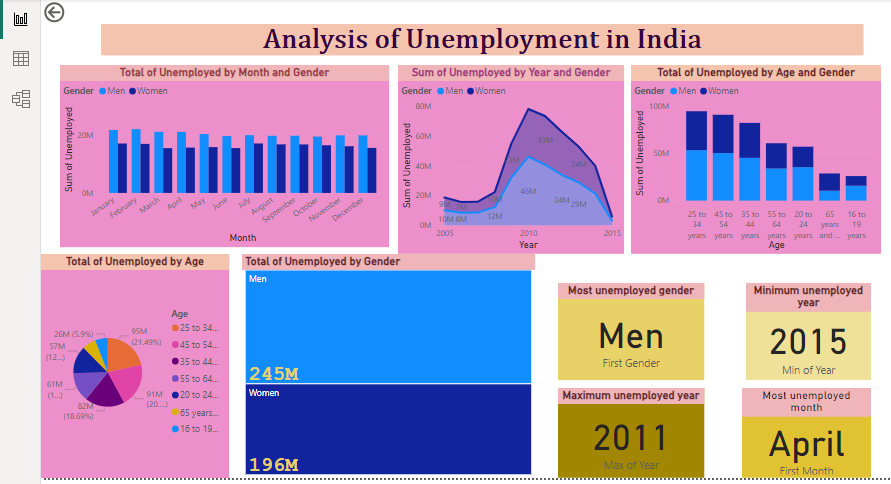 Analysis of Unemployment in India
Total of Unemployed by Month and Gender
Gender Men Women
Sum of Unemployed
20M
0M
January
February
March
April
May
June
July
August
September
October
November
December
Month
Sum of Unemployed by Year and Gender
Gender Men Women
Sum of Unemployed
80M
60M
40M
20M
0M
33M
24M
46M
34M
29M
12M
10M
8M
2005
2010
2015
Year
Total of Unemployed by Age and Gender
Gender Men Women
Sum of Unemployed
100M
50M
0M
25 to 34 years
45 to 54 years
35 to 44 years
55 to 64 years
20 to 24 years
65 years and ...
16 to 19 years
Age
Total of Unemployed by Age
26M (5.9%)
57M
(12...)
61M
(1...)
82M
(18.69%)
95M
(21.49%)
91M
(20....)
Age
25 to 34...
45 to 54...
35 to 44...
55 to 64...
20 to 24...
65 years...
16 to 19...
Total of Unemployed by Gender
Men
245M
Women
196M
Most unemployed gender
Men
First Gender
Minimum unemployed
year
2015
Min of Year
Maximum unemployed year
2011
Max of Year
Most unemployed
month
April
First Month